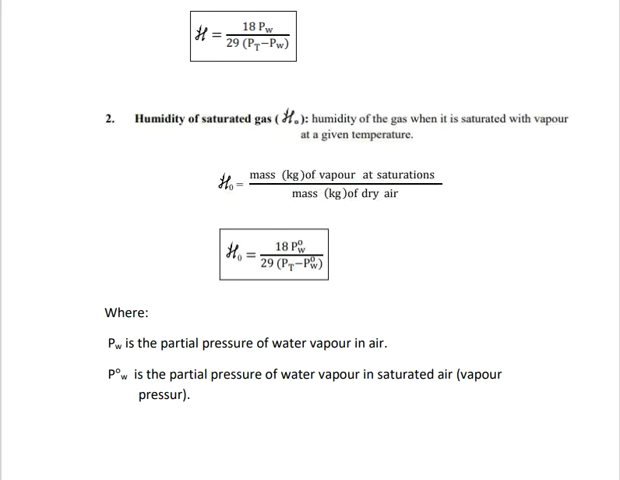 ℋ = 18 P_w / 29 (P_T−P_w)
2. Humidity of saturated gas ( ℋ₀): humidity of the gas when it is saturated with vapour
at a given temperature.
ℋ₀ = mass (kg)of vapour at saturations / mass (kg)of dry air
ℋ₀ = 18 P°_w / 29 (P_T−P°_w)
Where:
P_w is the partial pressure of water vapour in air.
P°_w is the partial pressure of water vapour in saturated air (vapour
pressur).